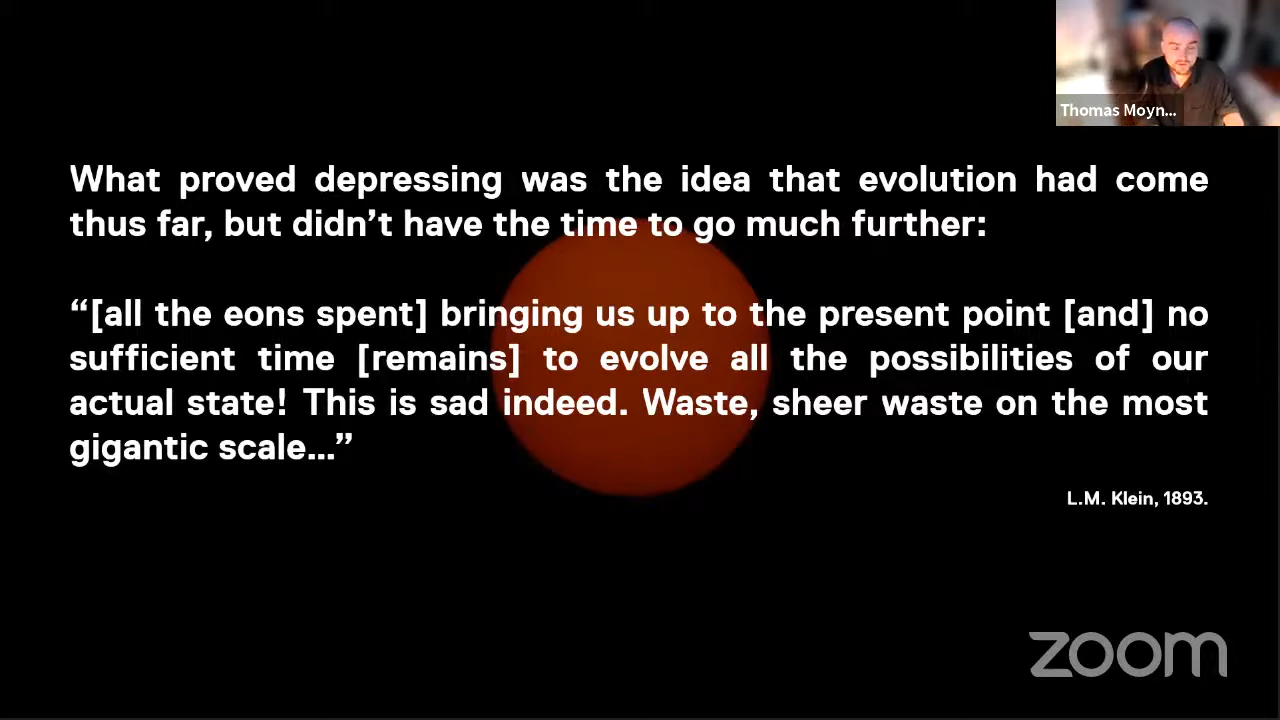 Thomas Moyn...
What proved depressing was the idea that evolution had come
thus far, but didn’t have the time to go much further:
“[all the eons spent] bringing us up to the present point [and] no
sufficient time [remains] to evolve all the possibilities of our
actual state! This is sad indeed. Waste, sheer waste on the most
gigantic scale...”
L.M. Klein, 1893.
zoom